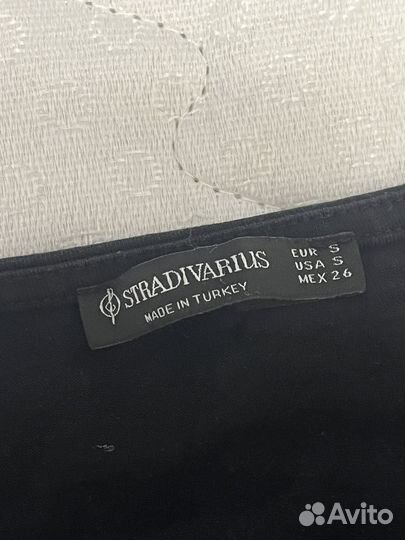 STRADIVARIUS
MADE IN TURKEY
EUR S
USA S
MEX 26
Avito